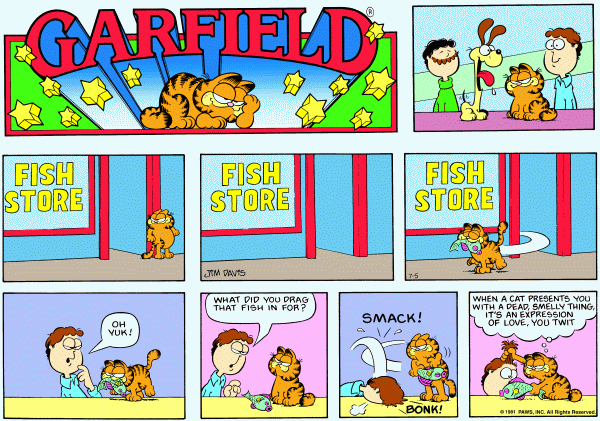 GARFIELD®
FISH
STORE
FISH
STORE
JIM DAVIS
FISH
STORE
7-5
OH
YUK!
WHAT DID YOU DRAG
THAT FISH IN FOR?
SMACK!
BONK!
WHEN A CAT PRESENTS YOU
WITH A DEAD, SMELLY THING,
IT'S AN EXPRESSION
OF LOVE, YOU TWIT
© 1981 PAWS, INC. All Rights Reserved.